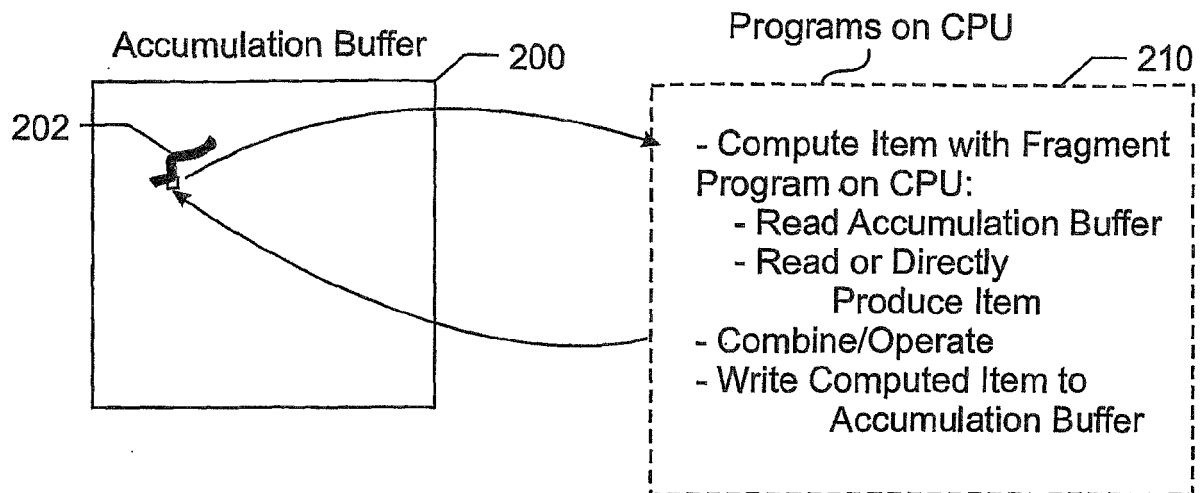 Accumulation Buffer
200
202
Programs on CPU
210
- Compute Item with Fragment
Program on CPU:
- Read Accumulation Buffer
- Read or Directly
Produce Item
- Combine/Operate
- Write Computed Item to
Accumulation Buffer